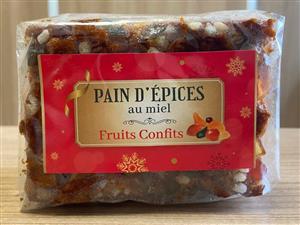 PAIN D'ÉPICES
au miel
Fruits Confits